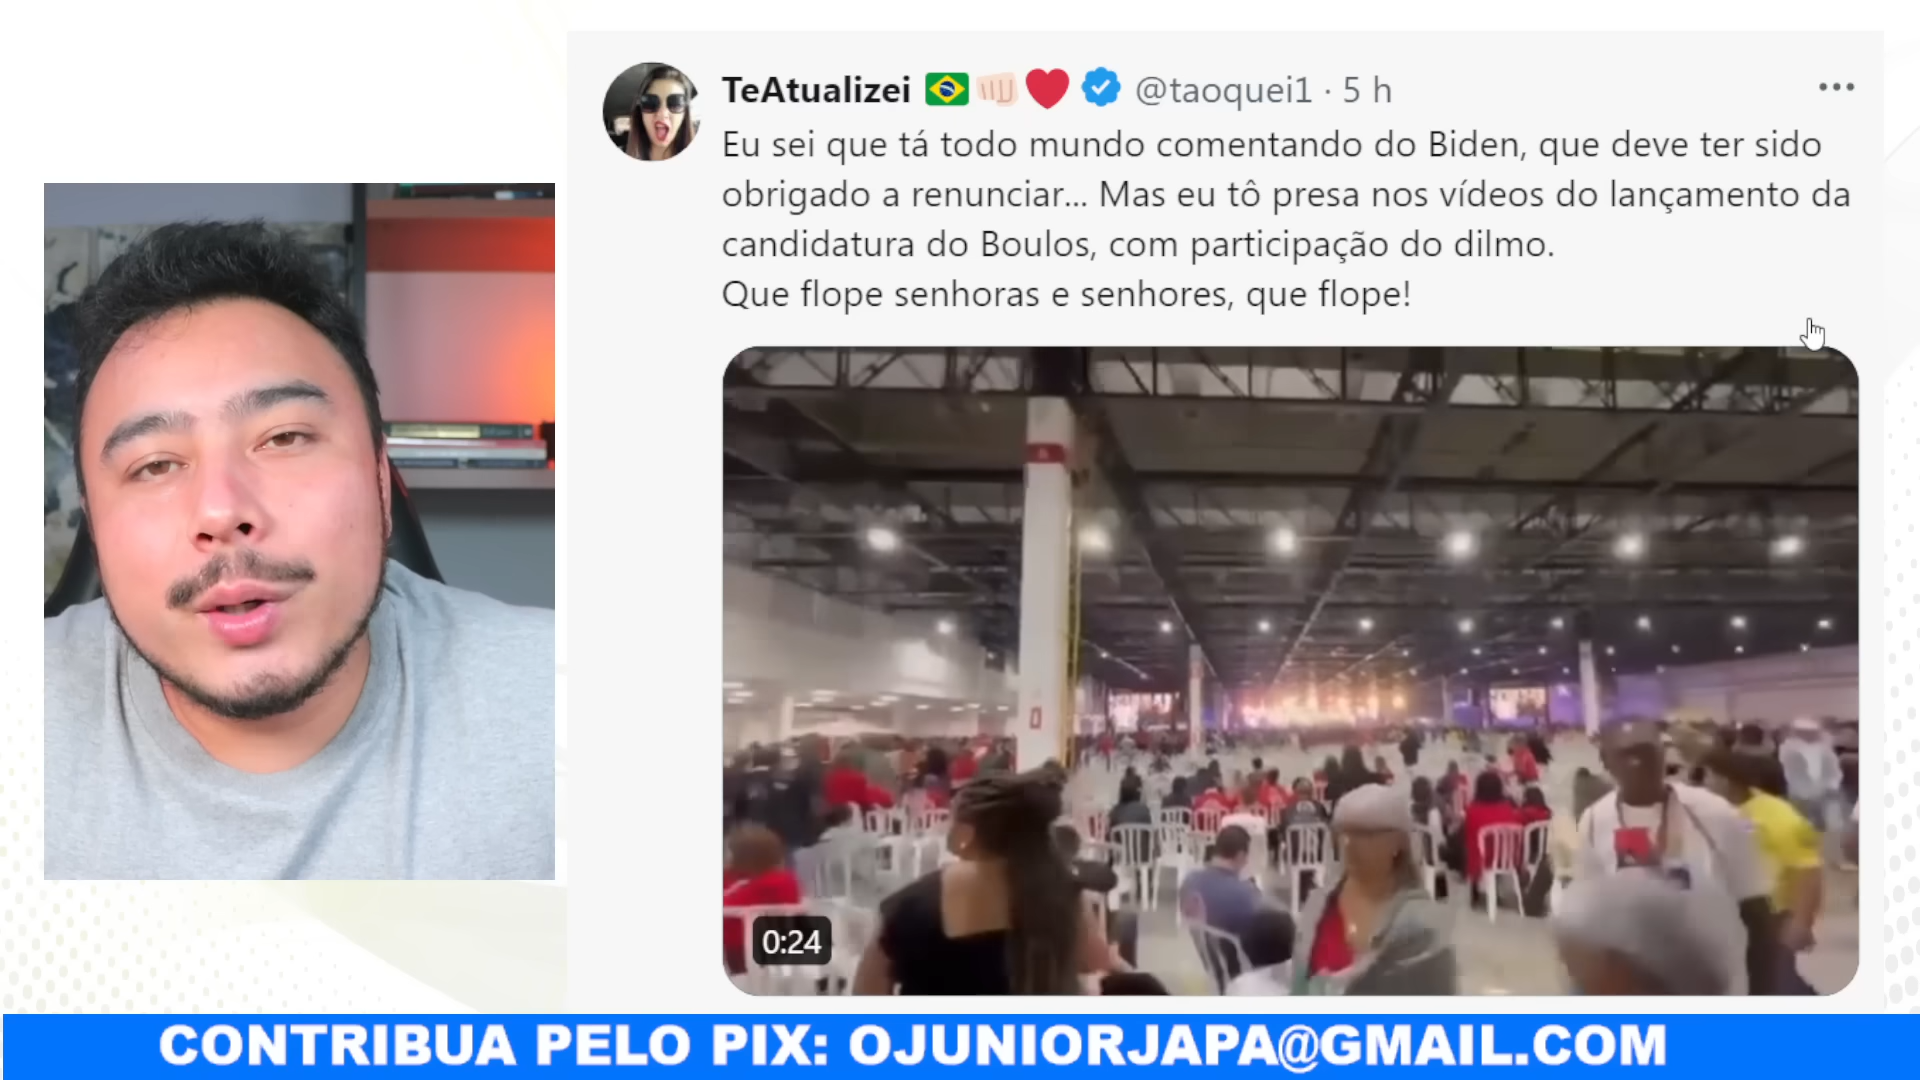 TeAtualizei 🇧🇷👊🏻❤️ @taoquei1 · 5 h
Eu sei que tá todo mundo comentando do Biden, que deve ter sido
obrigado a renunciar... Mas eu tô presa nos vídeos do lançamento da
candidatura do Boulos, com participação do dilmo.
Que flope senhoras e senhores, que flope!
0:24
CONTRIBUA PELO PIX: OJUNIORJAPA@GMAIL.COM